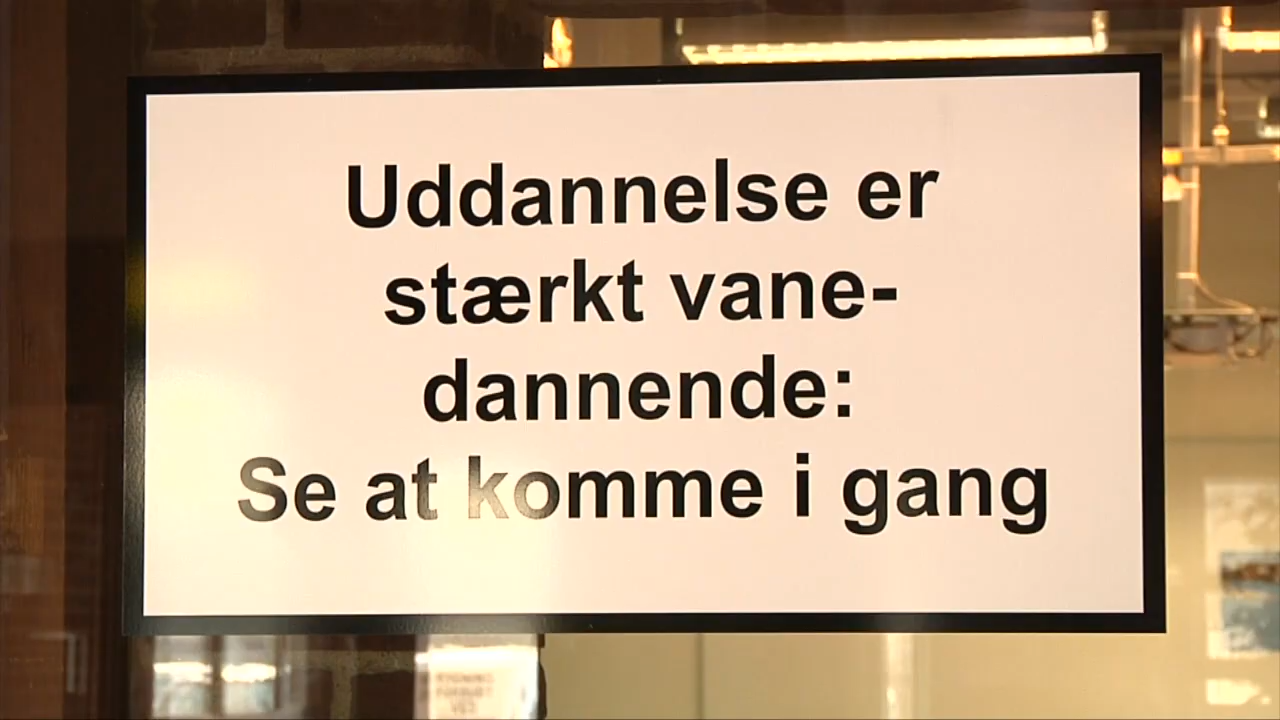 Uddannelse er
stærkt vane-
dannende:
Se at komme i gang